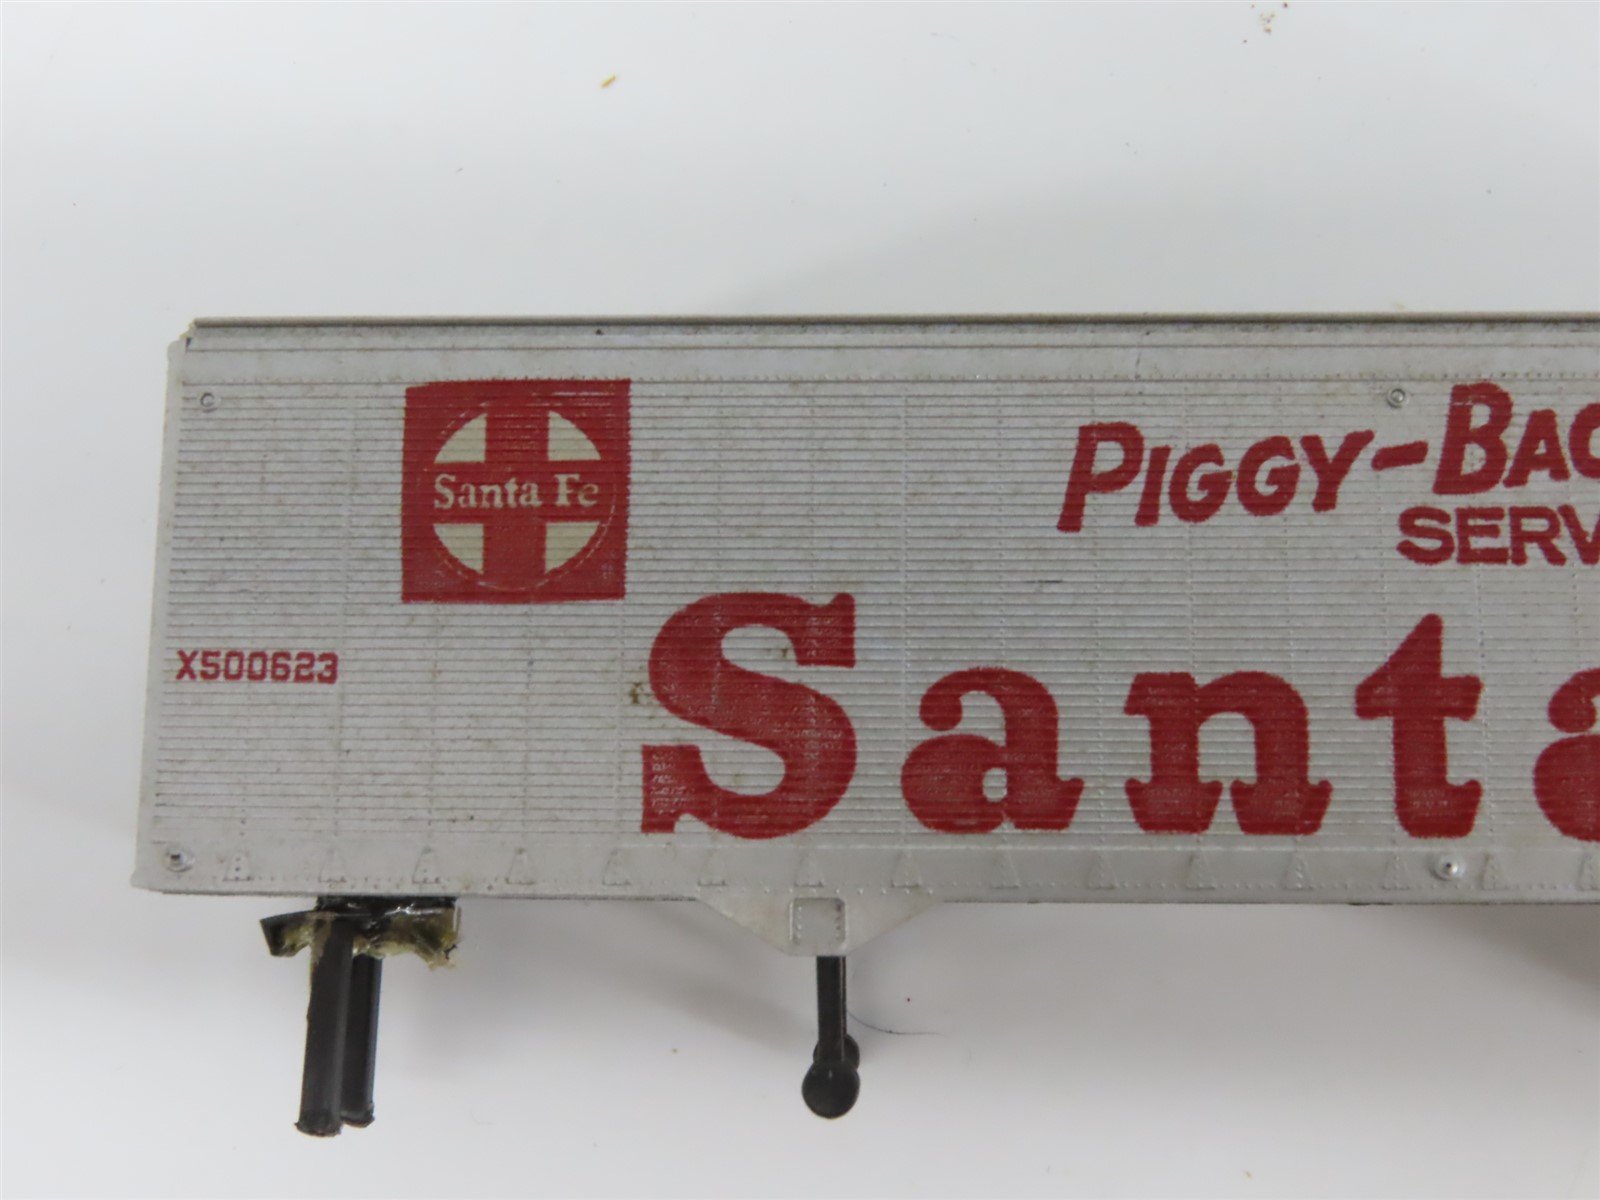 Santa Fe
PIGGY-BAC
SERV
X500623
Santa